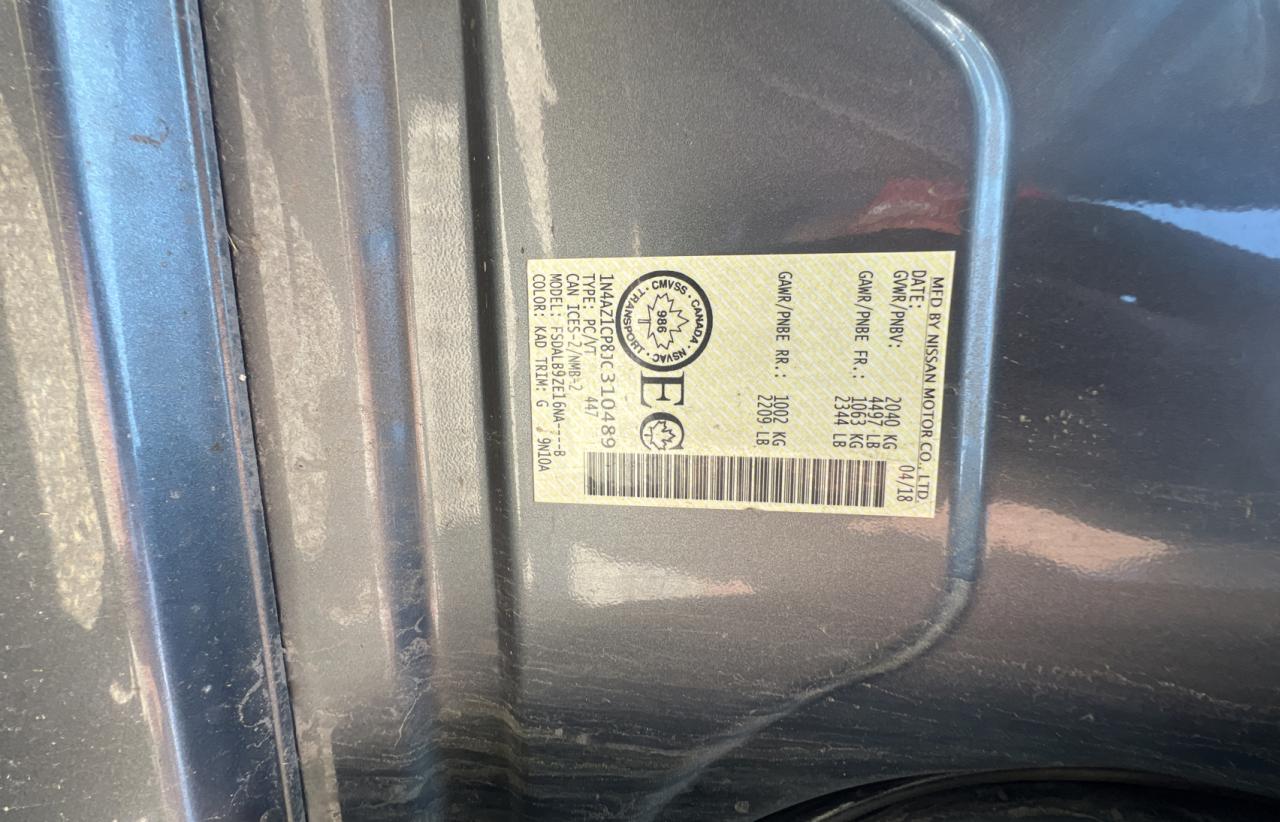 MFD BY NISSAN MOTOR CO., LTD.
DATE: 04/18
GVWR/PNBV: 2040 KG
4497 LB
GAWR/PNBE FR.: 1063 KG
2344 LB
GAWR/PNBE RR.: 1002 KG
2209 LB
CMVSS · CANADA · NSVAC · TRANSPORT ·
986
E C
1N4AZ1CP8JC310489
TYPE: PC/VT 447
CAN ICES-2/NMB-2
MODEL: FSDALB9ZE16NA----B
COLOR: KAD TRIM: G 9N10A